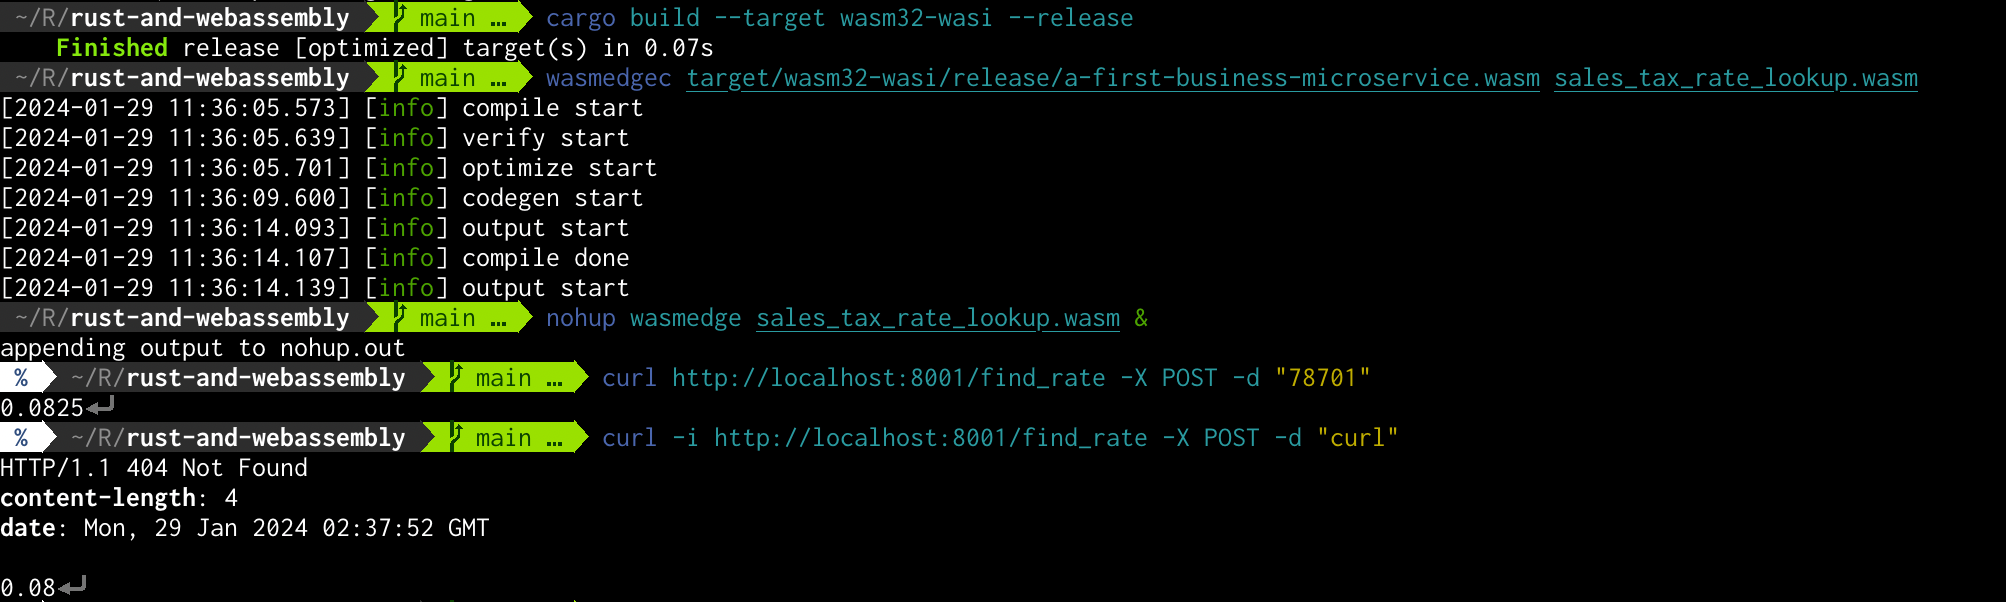 ~/R/rust-and-webassembly main … cargo build --target wasm32-wasi --release
Finished release [optimized] target(s) in 0.07s
~/R/rust-and-webassembly main … wasmedgec target/wasm32-wasi/release/a-first-business-microservice.wasm sales_tax_rate_lookup.wasm
[2024-01-29 11:36:05.573] [info] compile start
[2024-01-29 11:36:05.639] [info] verify start
[2024-01-29 11:36:05.701] [info] optimize start
[2024-01-29 11:36:09.600] [info] codegen start
[2024-01-29 11:36:14.093] [info] output start
[2024-01-29 11:36:14.107] [info] compile done
[2024-01-29 11:36:14.139] [info] output start
~/R/rust-and-webassembly main … nohup wasmedge sales_tax_rate_lookup.wasm &
appending output to nohup.out
% ~/R/rust-and-webassembly main … curl http://localhost:8001/find_rate -X POST -d "78701"
0.0825⏎
% ~/R/rust-and-webassembly main … curl -i http://localhost:8001/find_rate -X POST -d "curl"
HTTP/1.1 404 Not Found
content-length: 4
date: Mon, 29 Jan 2024 02:37:52 GMT
0.08⏎